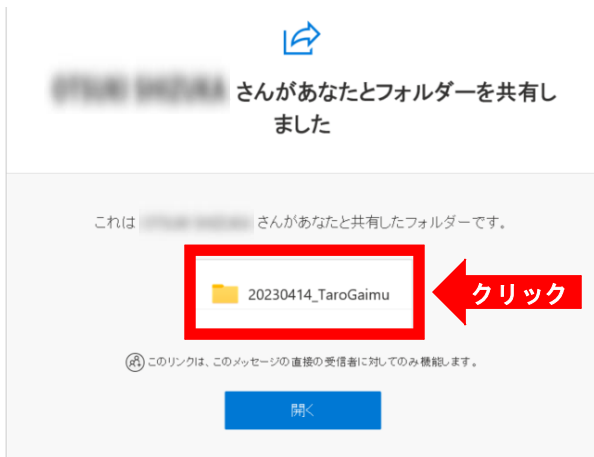 さんがあなたとフォルダーを共有し
ました
これは さんがあなたと共有したフォルダーです。
20230414_TaroGaimu
クリック
このリンクは、このメッセージの直接の受信者に対してのみ機能します。
開く